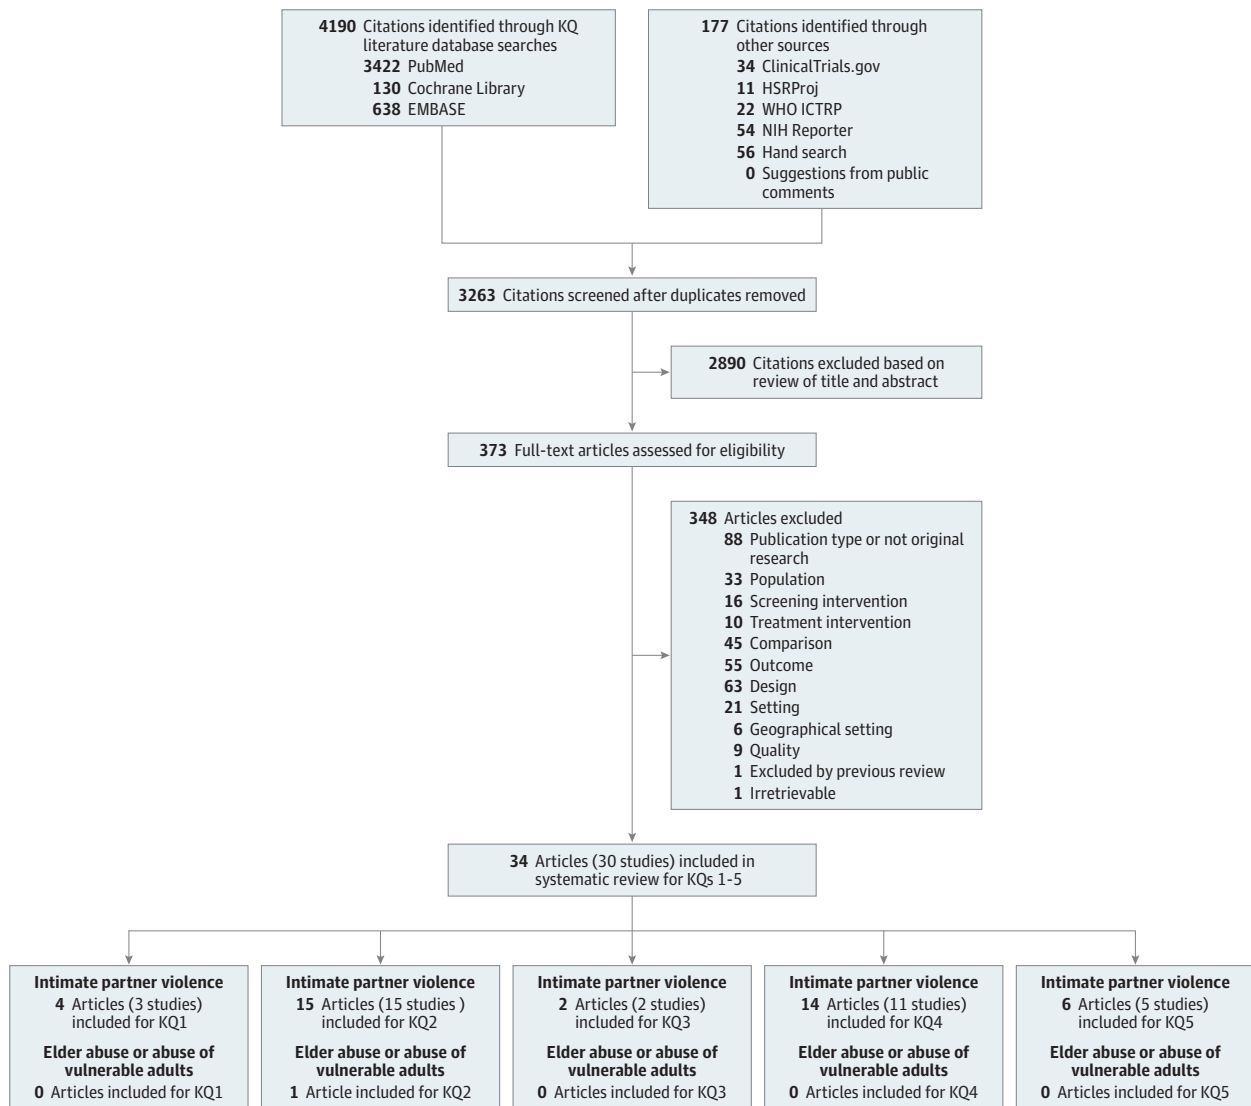 4190 Citations identified through KQ
literature database searches
3422 PubMed
130 Cochrane Library
638 EMBASE
177 Citations identified through
other sources
34 ClinicalTrials.gov
11 HSRProj
22 WHO ICTRP
54 NIH Reporter
56 Hand search
0 Suggestions from public
comments
3263 Citations screened after duplicates removed
2890 Citations excluded based on
review of title and abstract
373 Full-text articles assessed for eligibility
348 Articles excluded
88 Publication type or not original
research
33 Population
16 Screening intervention
10 Treatment intervention
45 Comparison
55 Outcome
63 Design
21 Setting
6 Geographical setting
9 Quality
1 Excluded by previous review
1 Irretrievable
34 Articles (30 studies) included in
systematic review for KQs 1-5
Intimate partner violence
4 Articles (3 studies)
included for KQ1
Elder abuse or abuse of
vulnerable adults
0 Articles included for KQ1
Intimate partner violence
15 Articles (15 studies )
included for KQ2
Elder abuse or abuse of
vulnerable adults
1 Article included for KQ2
Intimate partner violence
2 Articles (2 studies)
included for KQ3
Elder abuse or abuse of
vulnerable adults
0 Articles included for KQ3
Intimate partner violence
14 Articles (11 studies)
included for KQ4
Elder abuse or abuse of
vulnerable adults
0 Articles included for KQ4
Intimate partner violence
6 Articles (5 studies)
included for KQ5
Elder abuse or abuse of
vulnerable adults
0 Articles included for KQ5